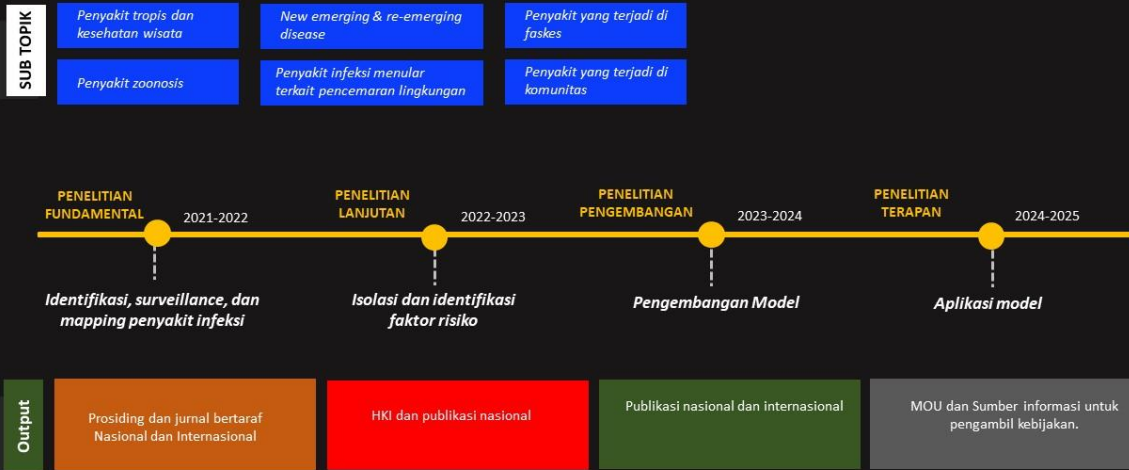 SUB TOPIK
Penyakit tropis dan
kesehatan wisata
New emerging & re-emerging
disease
Penyakit yang terjadi di
faskes
Penyakit zoonosis
Penyakit infeksi menular
terkait pencemaran lingkungan
Penyakit yang terjadi di
komunitas
PENELITIAN
FUNDAMENTAL
2021-2022
PENELITIAN
LANJUTAN
2022-2023
PENELITIAN
PENGEMBANGAN
2023-2024
PENELITIAN
TERAPAN
2024-2025
Identifikasi, surveillance, dan
mapping penyakit infeksi
Isolasi dan identifikasi
faktor risiko
Pengembangan Model
Aplikasi model
Output
Prosiding dan jurnal bertaraf
Nasional dan Internasional
HKI dan publikasi nasional
Publikasi nasional dan internasional
MOU dan Sumber informasi untuk
pengambil kebijakan.